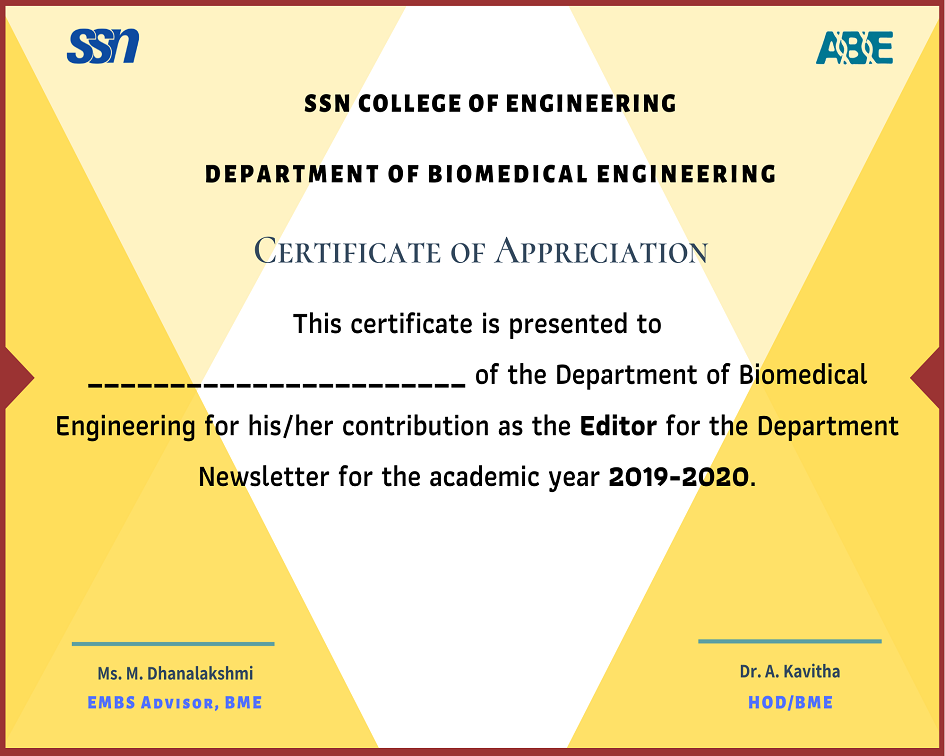 ssn
ABE
SSN COLLEGE OF ENGINEERING
DEPARTMENT OF BIOMEDICAL ENGINEERING
CERTIFICATE OF APPRECIATION
This certificate is presented to
_______________________ of the Department of Biomedical
Engineering for his/her contribution as the Editor for the Department
Newsletter for the academic year 2019-2020.
Ms. M. Dhanalakshmi
EMBS ADVISOR, BME
Dr. A. Kavitha
HOD/BME